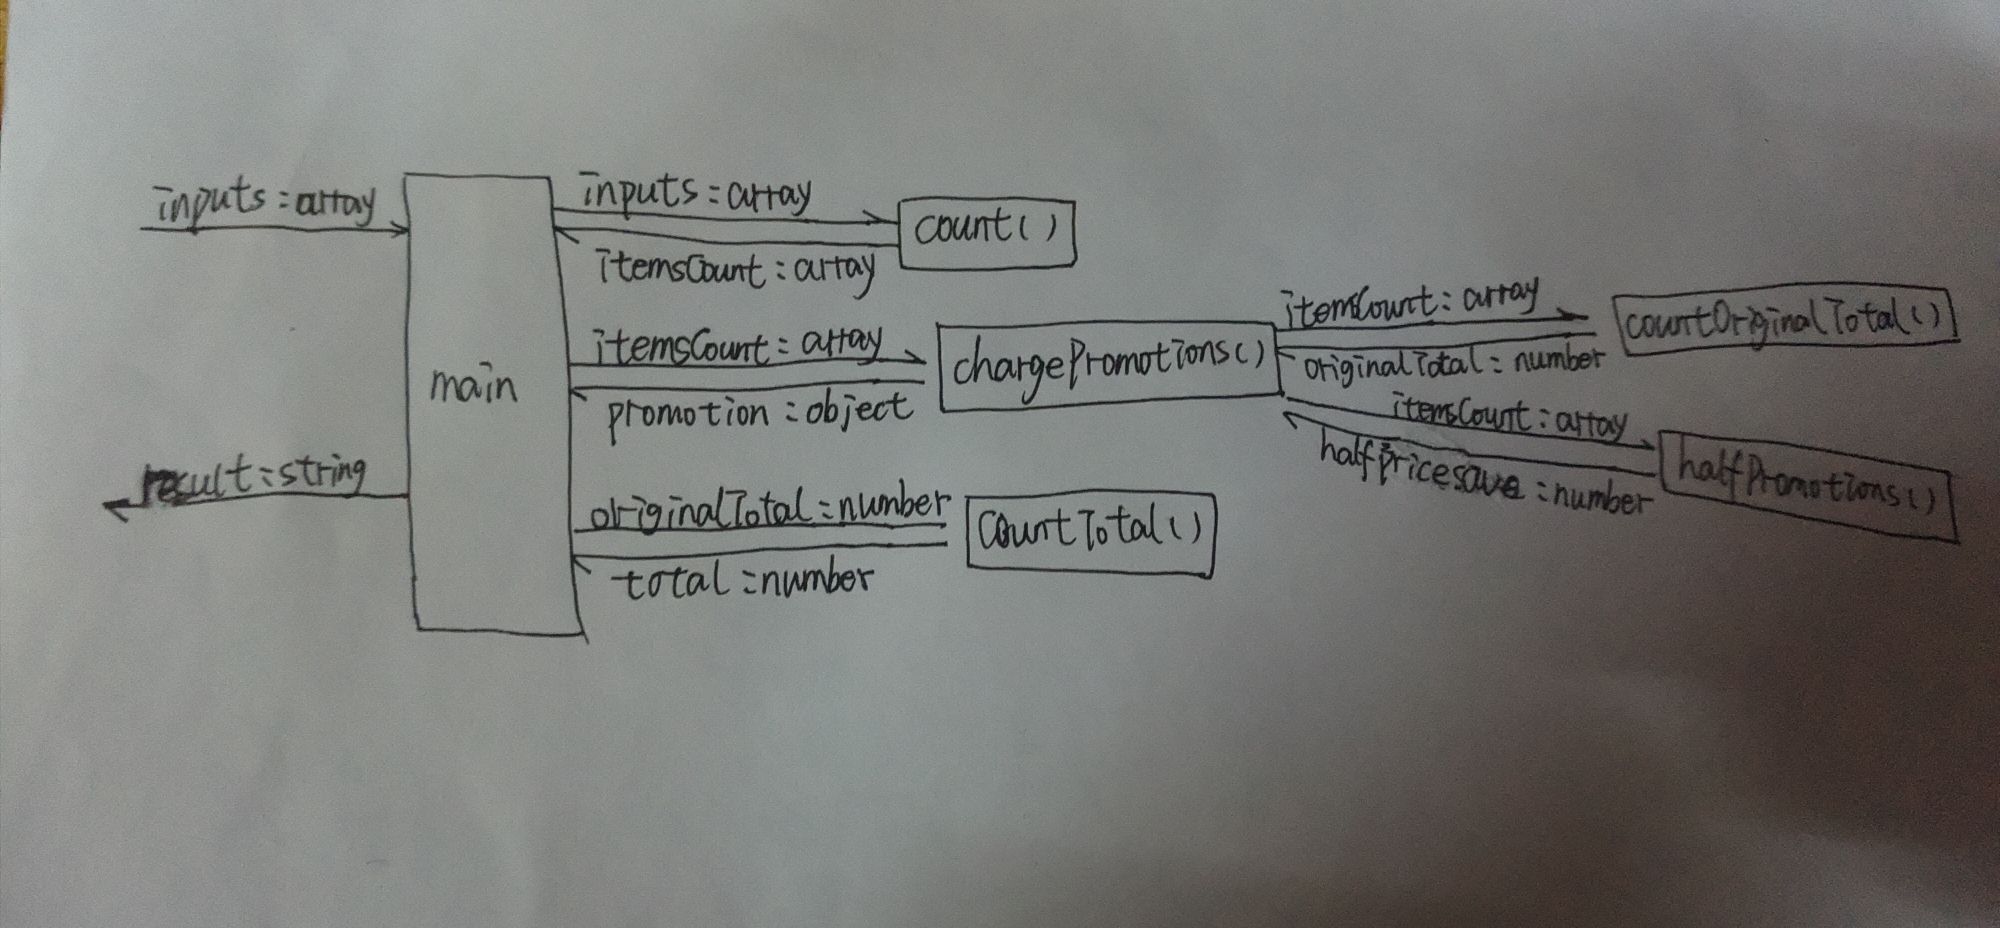 inputs:array
main
result:string
inputs:array
count()
itemsCount:array
itemsCount:array
chargePromotions()
promotion:object
originalTotal:number
countTotal()
total:number
itemsCount:array
countOriginalTotal()
originalTotal:number
itemsCount:array
halfPromotions()
halfpricesave:number